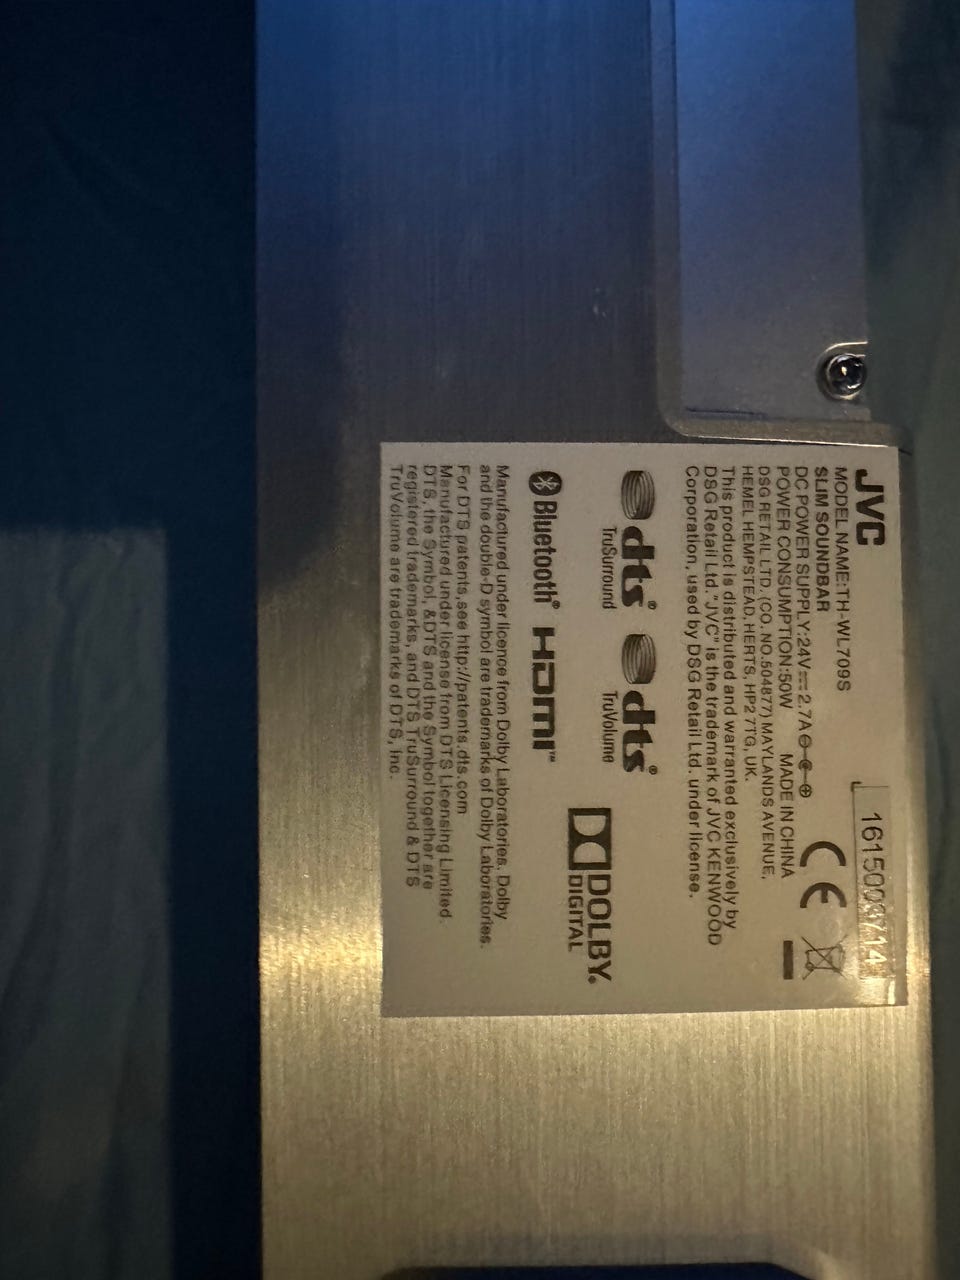 JVC
MODEL NAME:TH-WL709S
SLIM SOUNDBAR
DC POWER SUPPLY:24V⎓2.7A
POWER CONSUMPTION:50W MADE IN CHINA
DSG RETAIL LTD. (CO. NO.504877) MAYLANDS AVENUE,
HEMEL HEMPSTEAD, HERTS, HP2 7TG, UK.
This product is distributed and warranted exclusively by
DSG Retail Ltd."JVC" is the trademark of JVC KENWOOD
Corporation, used by DSG Retail Ltd. under license.
161500
CE
dts® dts®
TruSurround TruVolume
DOLBY.
DIGITAL
Bluetooth® HDMI™
Manufactured under licence from Dolby Laboratories. Dolby
and the double-D symbol are trademarks of Dolby Laboratories.
For DTS patents,see http://patents.dts.com
Manufactured under license from DTS Licensing Limited.
DTS, the Symbol, &DTS and the Symbol together are
registered trademarks, and DTS TruSurround & DTS
TruVolume are trademarks of DTS, Inc.